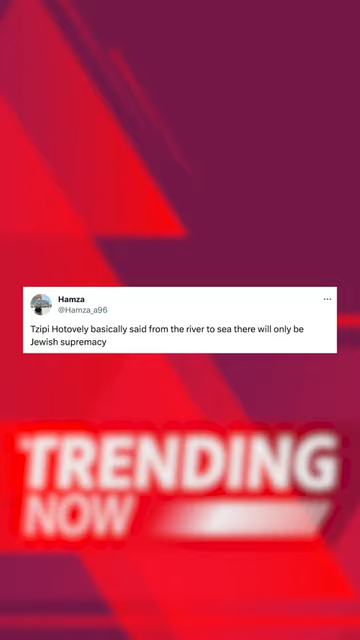 Hamza
@Hamza_a96
Tzipi Hotovely basically said from the river to sea there will only be
Jewish supremacy
TRENDING
NOW